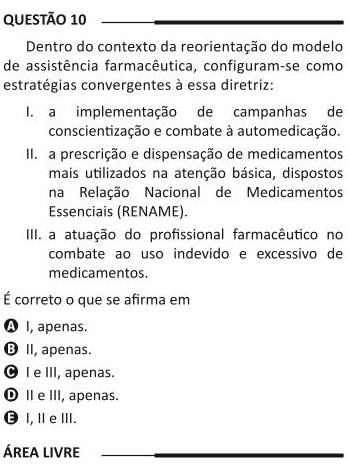 QUESTÃO 10
Dentro do contexto da reorientação do modelo
de assistência farmacêutica, configuram-se como
estratégias convergentes à essa diretriz:
I. a implementação de campanhas de
conscientização e combate à automedicação.
II. a prescrição e dispensação de medicamentos
mais utilizados na atenção básica, dispostos
na Relação Nacional de Medicamentos
Essenciais (RENAME).
III. a atuação do profissional farmacêutico no
combate ao uso indevido e excessivo de
medicamentos.
É correto o que se afirma em
A I, apenas.
B II, apenas.
C I e III, apenas.
D II e III, apenas.
E I, II e III.
ÁREA LIVRE